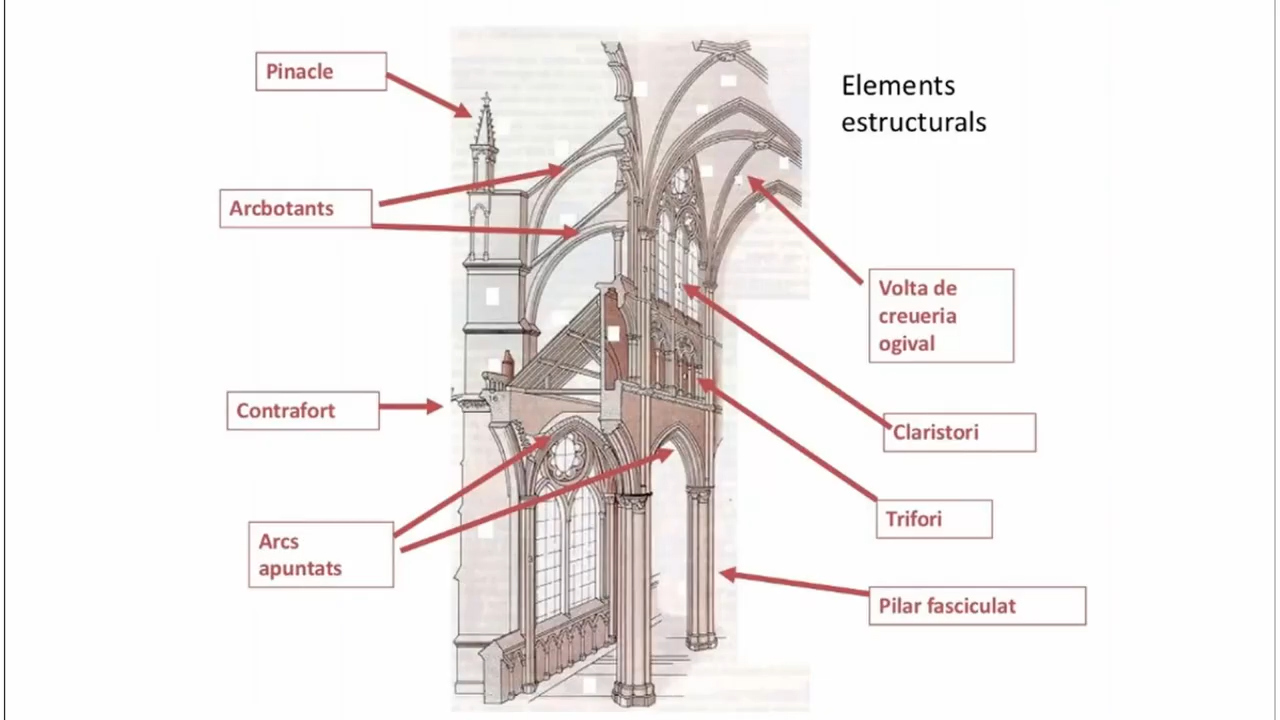 Elements
estructurals
Pinacle
Arcbotants
Contrafort
Arcs
apuntats
Volta de
creueria
ogival
Claristori
Trifori
Pilar fasciculat